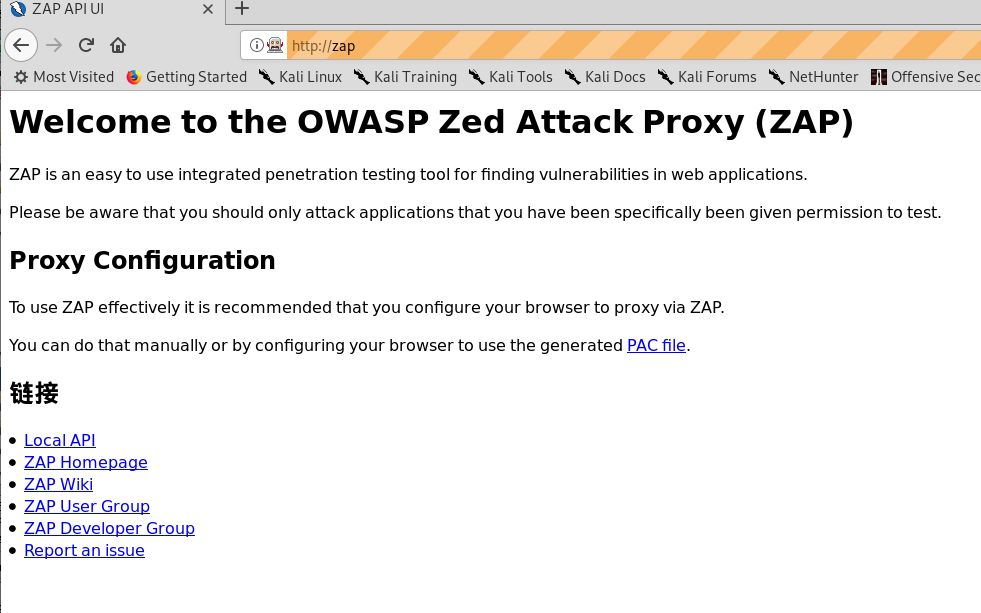 ZAP API UI
http://zap
Most Visited Getting Started Kali Linux Kali Training Kali Tools Kali Docs Kali Forums NetHunter Offensive Sec
Welcome to the OWASP Zed Attack Proxy (ZAP)
ZAP is an easy to use integrated penetration testing tool for finding vulnerabilities in web applications.
Please be aware that you should only attack applications that you have been specifically been given permission to test.
Proxy Configuration
To use ZAP effectively it is recommended that you configure your browser to proxy via ZAP.
You can do that manually or by configuring your browser to use the generated PAC file.
链接
Local API
ZAP Homepage
ZAP Wiki
ZAP User Group
ZAP Developer Group
Report an issue